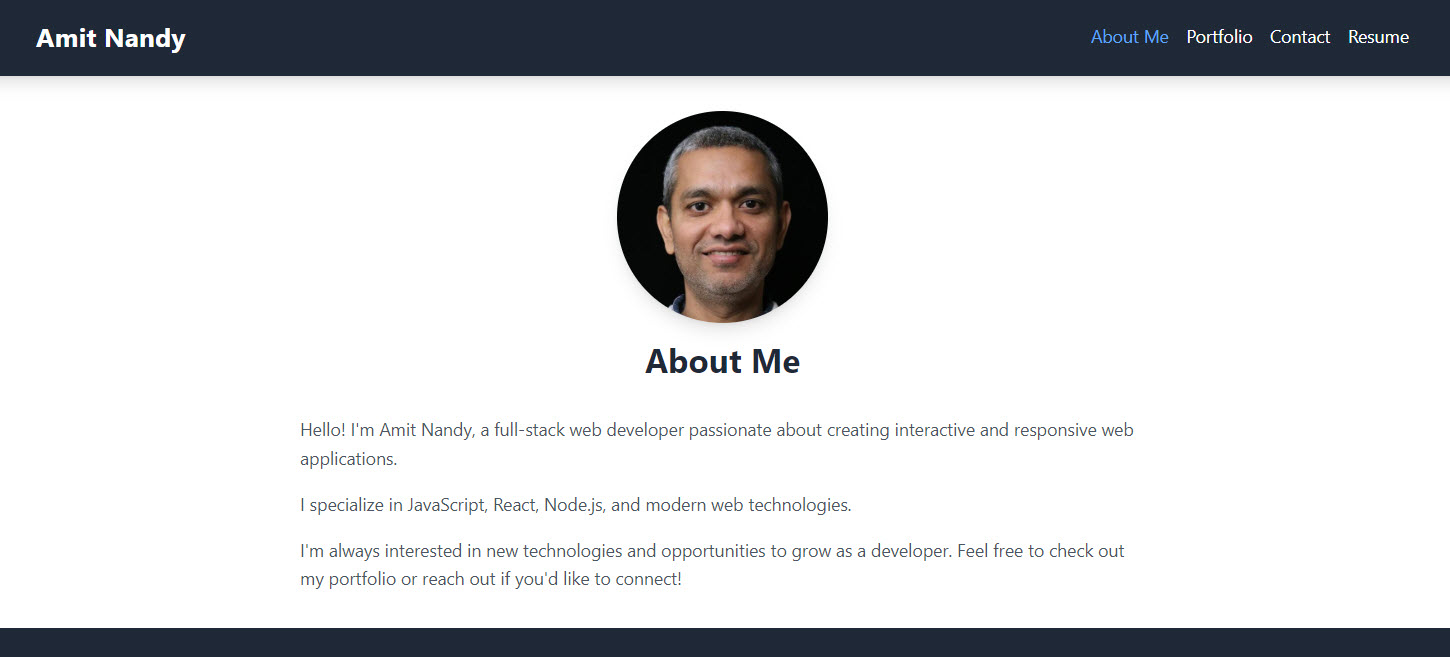 Amit Nandy
About Me Portfolio Contact Resume
About Me
Hello! I'm Amit Nandy, a full-stack web developer passionate about creating interactive and responsive web
applications.
I specialize in JavaScript, React, Node.js, and modern web technologies.
I'm always interested in new technologies and opportunities to grow as a developer. Feel free to check out
my portfolio or reach out if you'd like to connect!